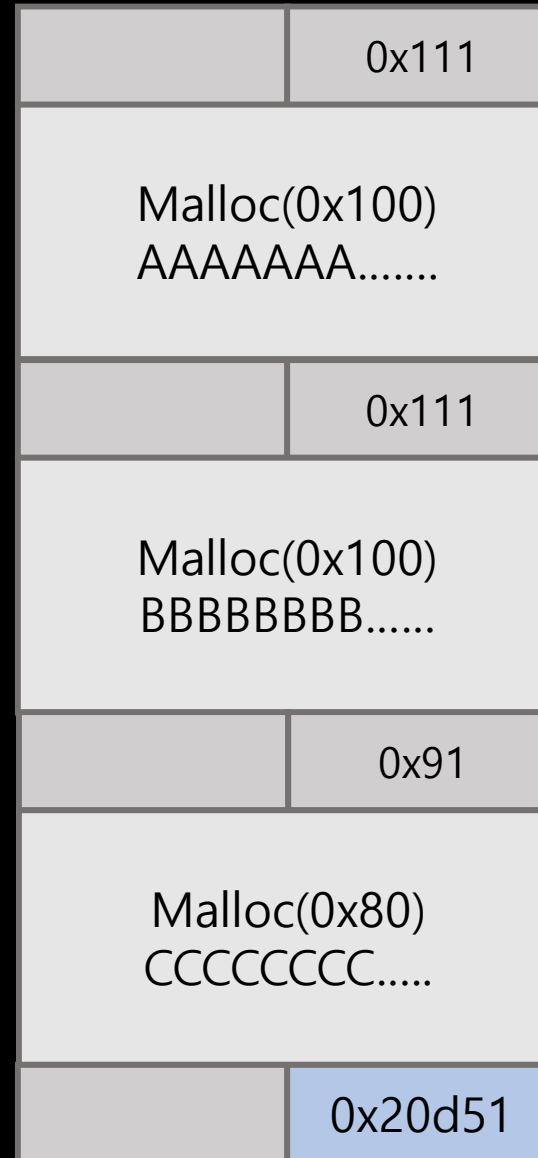 0x111
Malloc(0x100)
AAAAAAA.......
0x111
Malloc(0x100)
BBBBBBBB......
0x91
Malloc(0x80)
CCCCCCCC.....
0x20d51